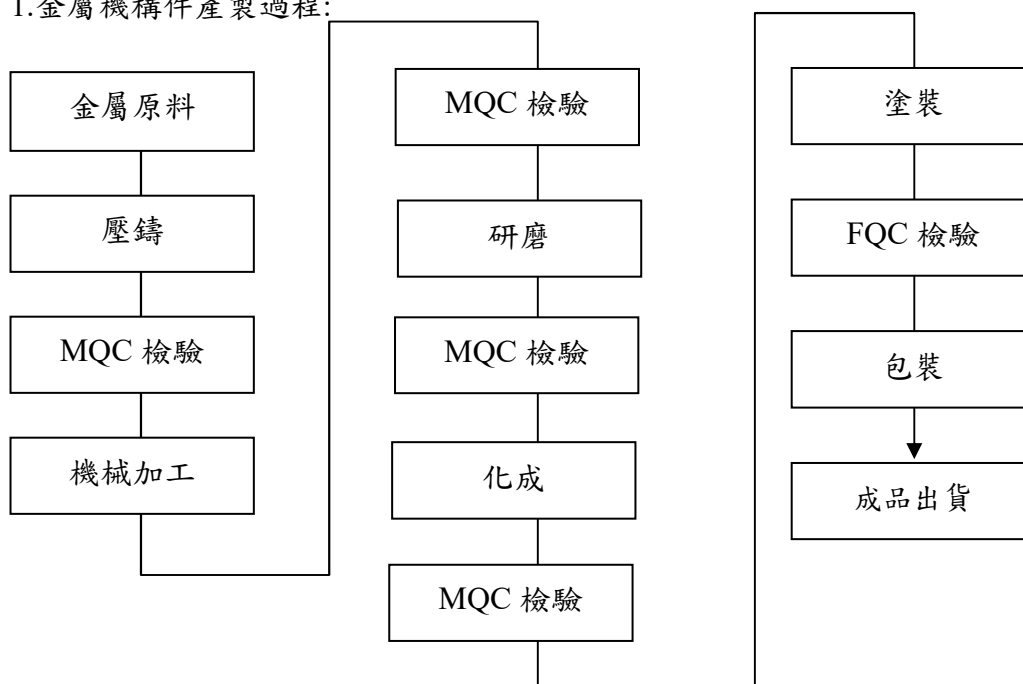 1.金屬機構件產製過程:
金屬原料
壓鑄
MQC 檢驗
機械加工
MQC 檢驗
研磨
MQC 檢驗
化成
MQC 檢驗
塗裝
FQC 檢驗
包裝
成品出貨